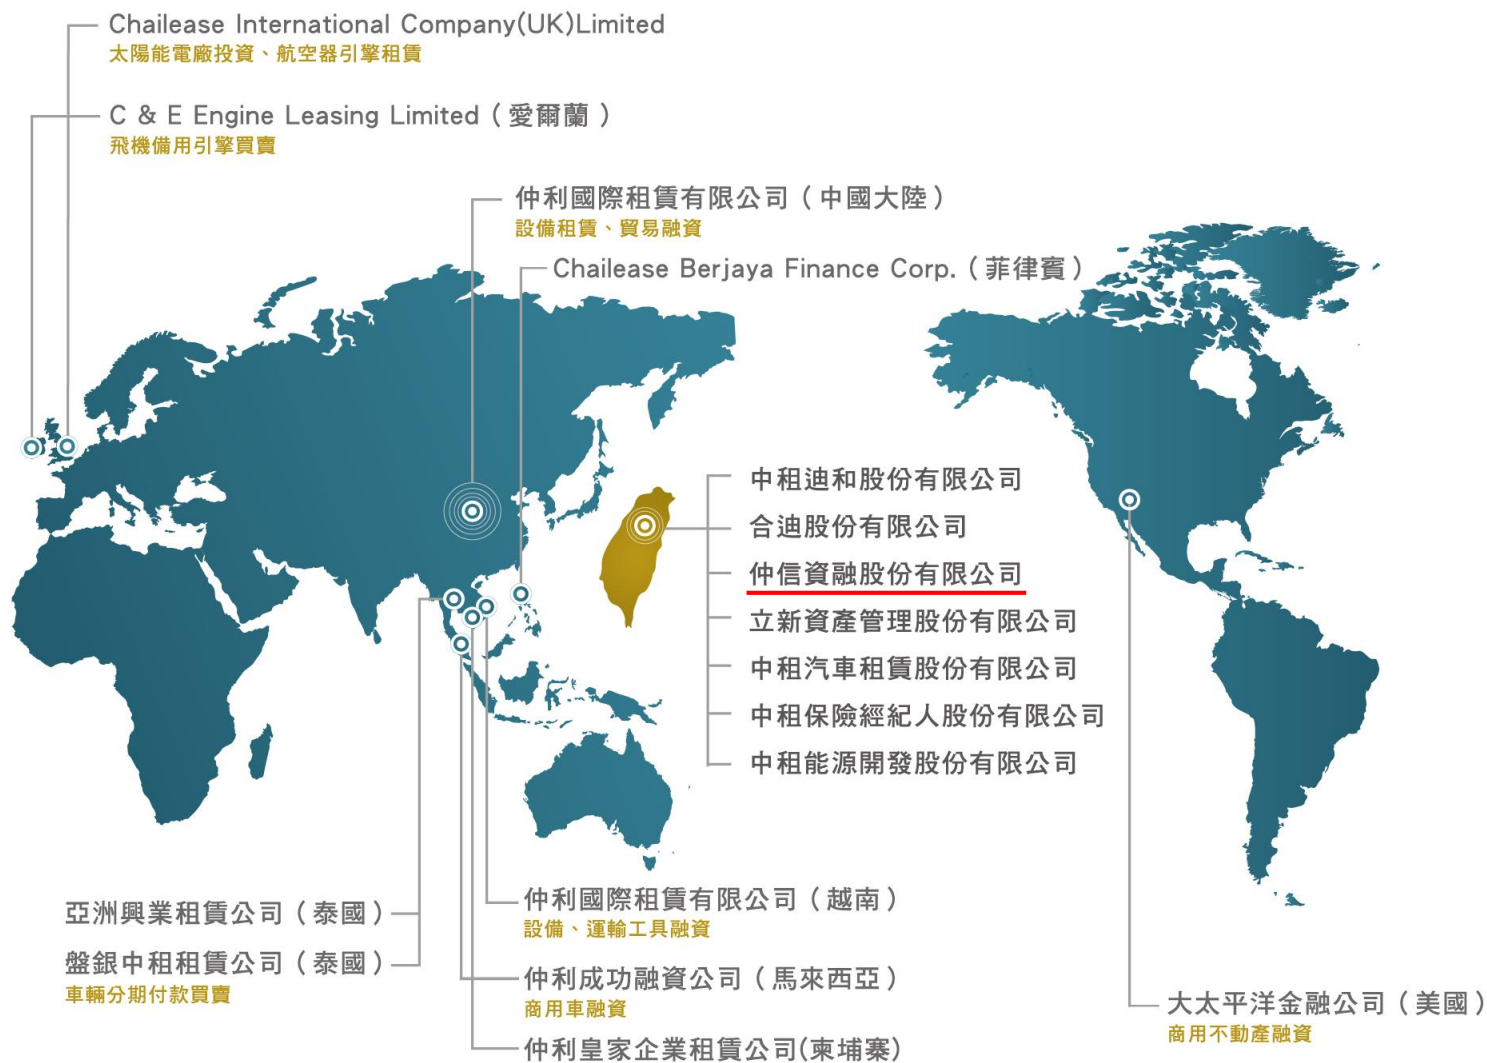 Chailease International Company(UK)Limited
太陽能電廠投資、航空器引擎租賃
C & E Engine Leasing Limited（愛爾蘭）
飛機備用引擎買賣
仲利國際租賃有限公司（中國大陸）
設備租賃、貿易融資
Chailease Berjaya Finance Corp.（菲律賓）
中租迪和股份有限公司
合迪股份有限公司
仲信資融股份有限公司
立新資產管理股份有限公司
中租汽車租賃股份有限公司
中租保險經紀人股份有限公司
中租能源開發股份有限公司
亞洲興業租賃公司（泰國）
盤銀中租租賃公司（泰國）
車輛分期付款買賣
仲利國際租賃有限公司（越南）
設備、運輸工具融資
仲利成功融資公司（馬來西亞）
商用車融資
仲利皇家企業租賃公司(柬埔寨)
大太平洋金融公司（美國）
商用不動產融資